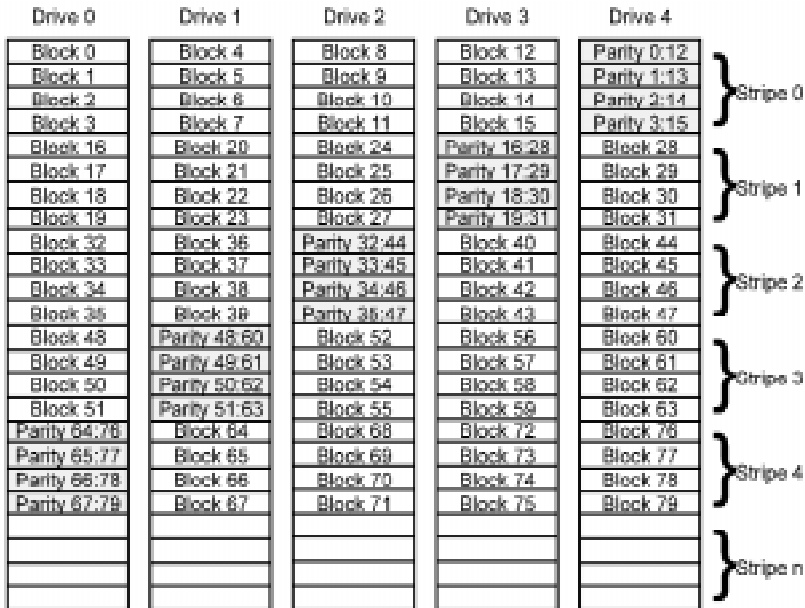 Drive 0 Drive 1 Drive 2 Drive 3 Drive 4
Block 0 Block 4 Block 8 Block 12 Parity 0:12
Block 1 Block 5 Block 9 Block 13 Parity 1:13
Block 2 Block 6 Block 10 Block 14 Parity 2:14
Block 3 Block 7 Block 11 Block 15 Parity 3:15
Stripe 0
Block 16 Block 20 Block 24 Parity 16:28 Block 28
Block 17 Block 21 Block 25 Parity 17:29 Block 29
Block 18 Block 22 Block 26 Parity 18:30 Block 30
Block 19 Block 23 Block 27 Parity 19:31 Block 31
Stripe 1
Block 32 Block 36 Parity 32:44 Block 40 Block 44
Block 33 Block 37 Parity 33:45 Block 41 Block 45
Block 34 Block 38 Parity 34:46 Block 42 Block 46
Block 35 Block 39 Parity 35:47 Block 43 Block 47
Stripe 2
Block 48 Parity 48:60 Block 52 Block 56 Block 60
Block 49 Parity 49:61 Block 53 Block 57 Block 61
Block 50 Parity 50:62 Block 54 Block 58 Block 62
Block 51 Parity 51:63 Block 55 Block 59 Block 63
Stripe 3
Parity 64:76 Block 64 Block 68 Block 72 Block 76
Parity 65:77 Block 65 Block 69 Block 73 Block 77
Parity 66:78 Block 66 Block 70 Block 74 Block 78
Parity 67:79 Block 67 Block 71 Block 75 Block 79
Stripe 4
Stripe n